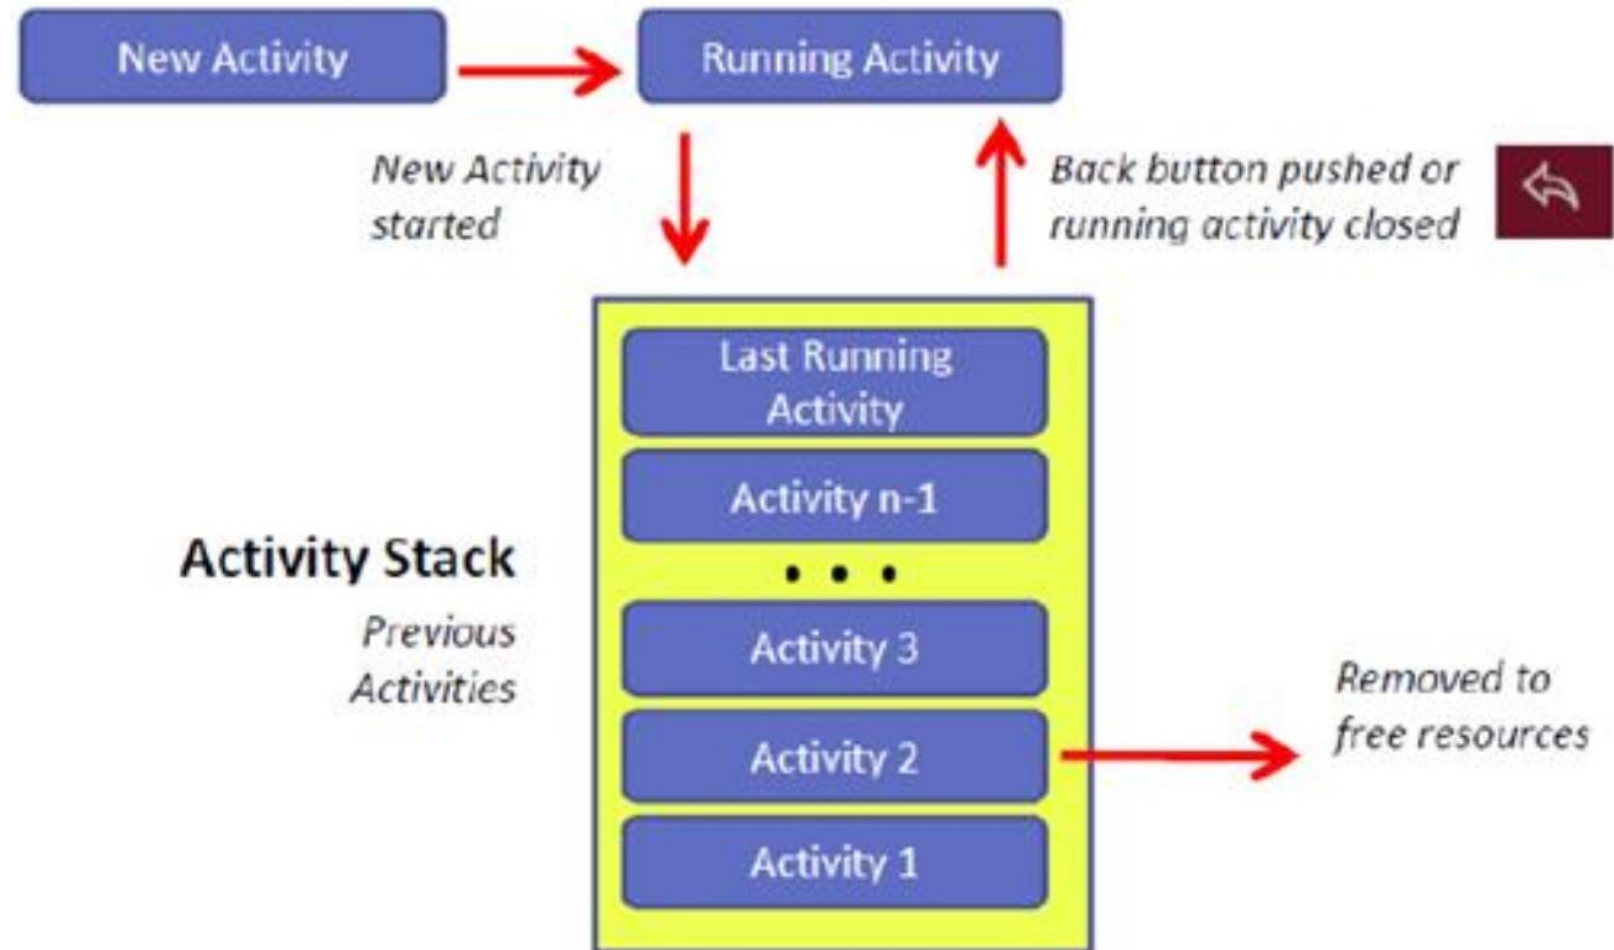 New Activity
Running Activity
New Activity
started
Back button pushed or
running activity closed
Last Running
Activity
Activity n-1
• • •
Activity Stack
Previous
Activities
Activity 3
Activity 2
Removed to
free resources
Activity 1